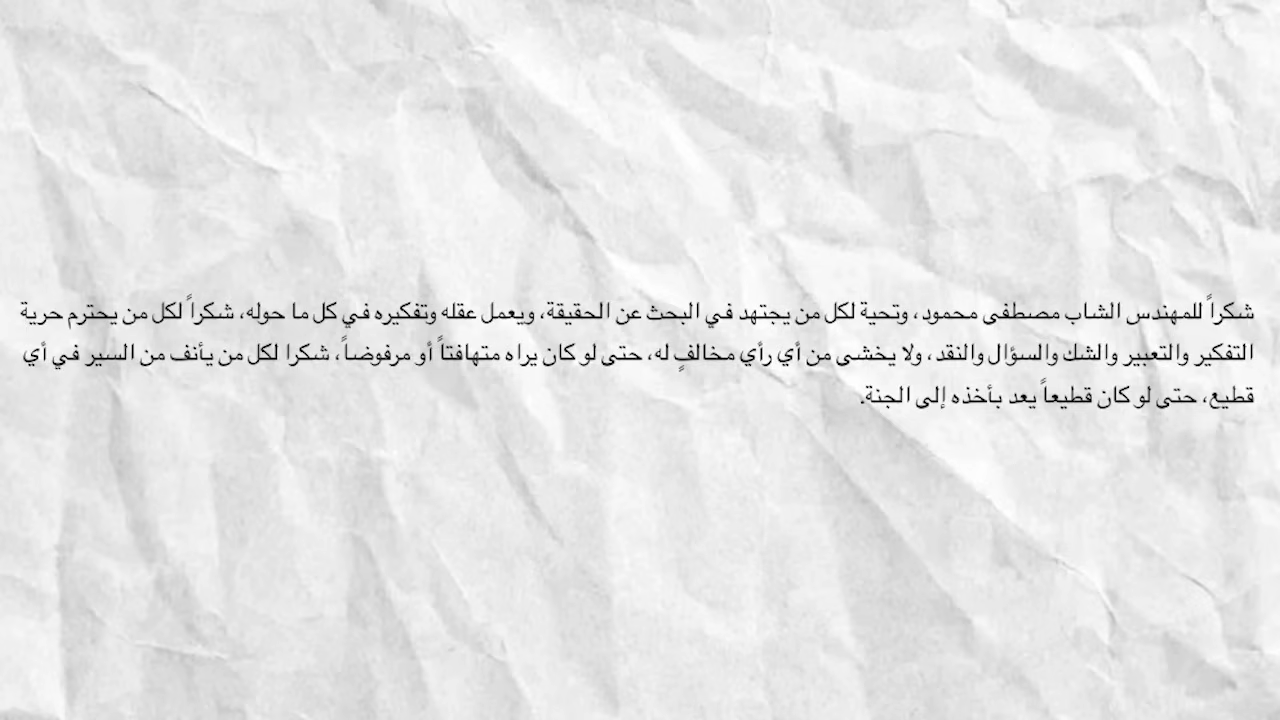 شكراً للمهندس الشاب مصطفى محمود، وتحية لكل من يجتهد في البحث عن الحقيقة، ويعمل عقله وتفكيره في كل ما حوله، شكراً لكل من يحترم حرية
التفكير والتعبير والشك والسؤال والنقد، ولا يخشى من أي رأي مخالفٍ له، حتى لو كان يراه متهافتاً أو مرفوضاً، شكرا لكل من يأنف من السير في أي
قطيع، حتى لو كان قطيعاً يعد بأخذه إلى الجنة.